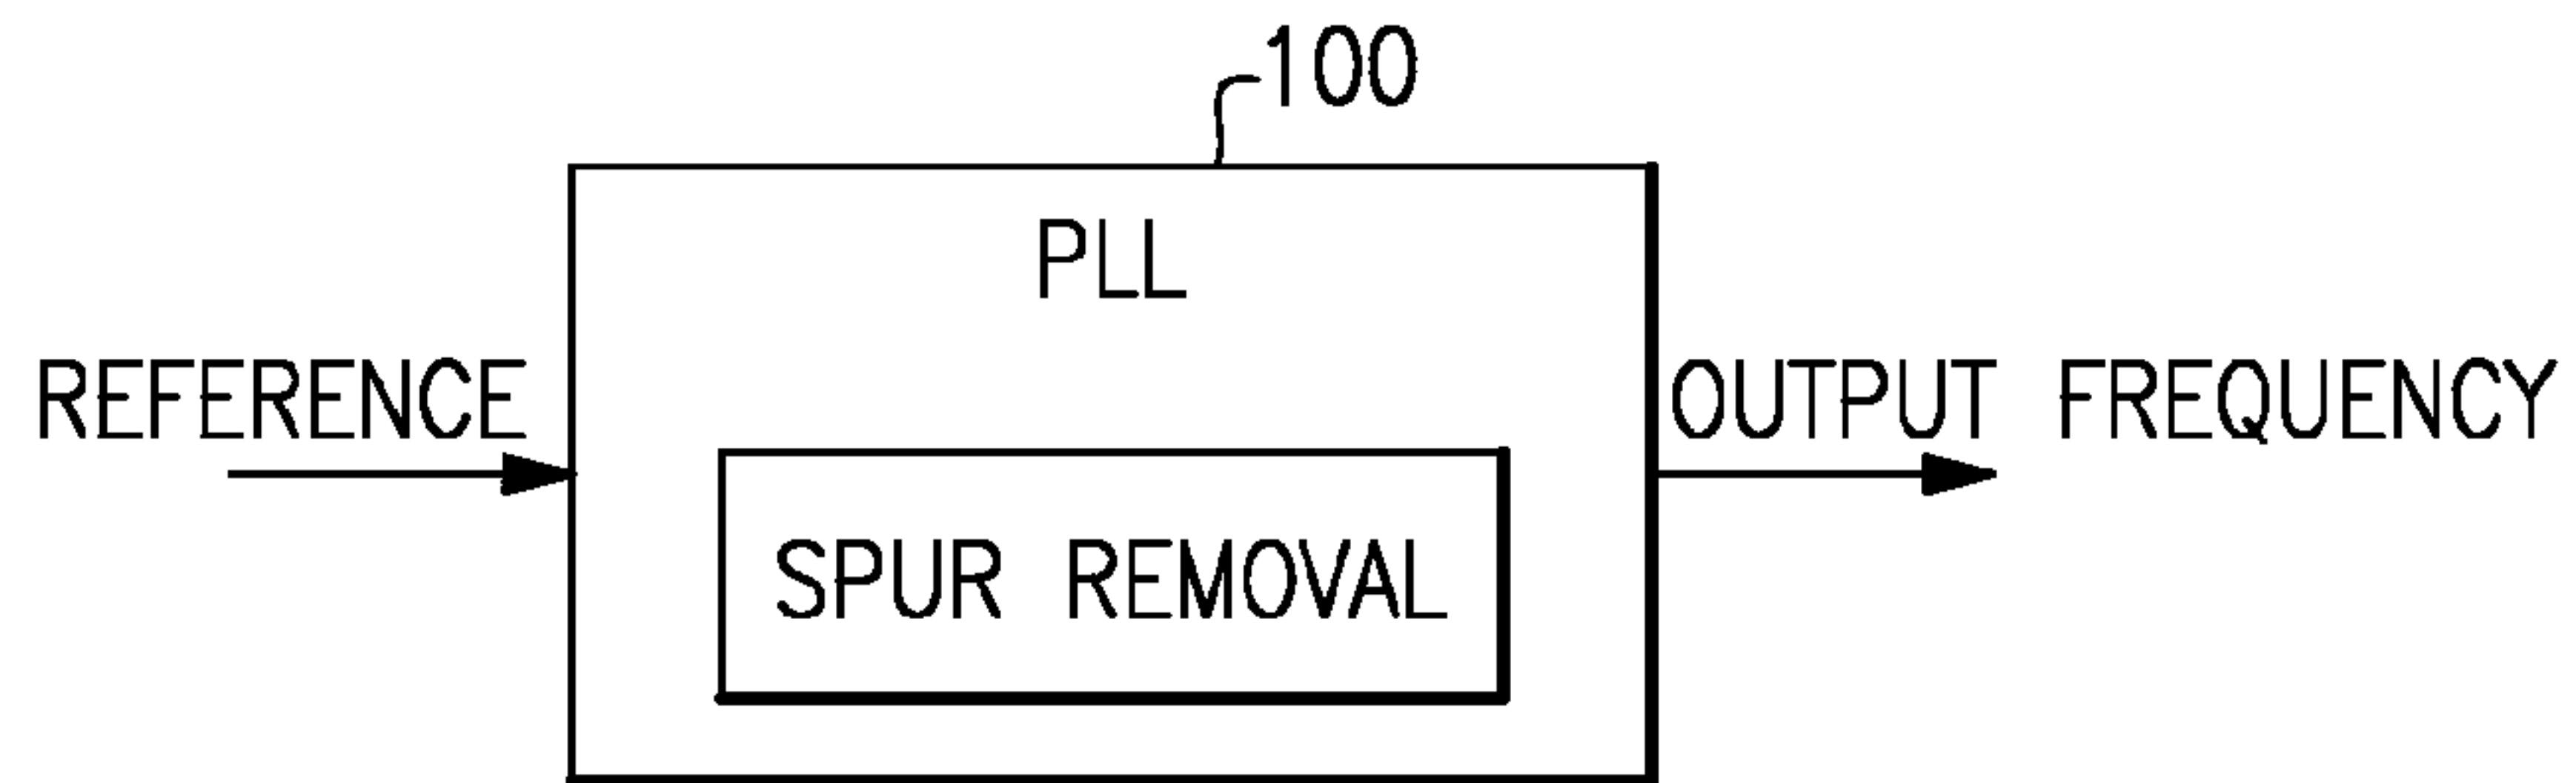 100
PLL
REFERENCE
OUTPUT FREQUENCY
SPUR REMOVAL